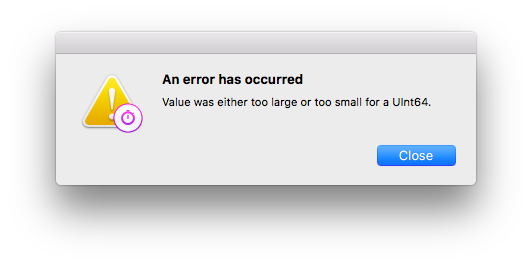 An error has occurred
Value was either too large or too small for a UInt64.
Close